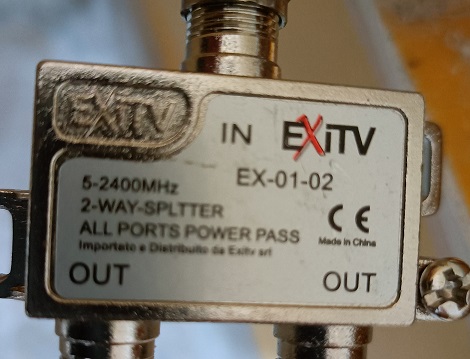 EXiTV
IN EXiTV
5-2400MHz EX-01-02
2-WAY-SPLTTER
ALL PORTS POWER PASS
CE
Importato e Distribuito da Exitv srl
Made in China
OUT OUT